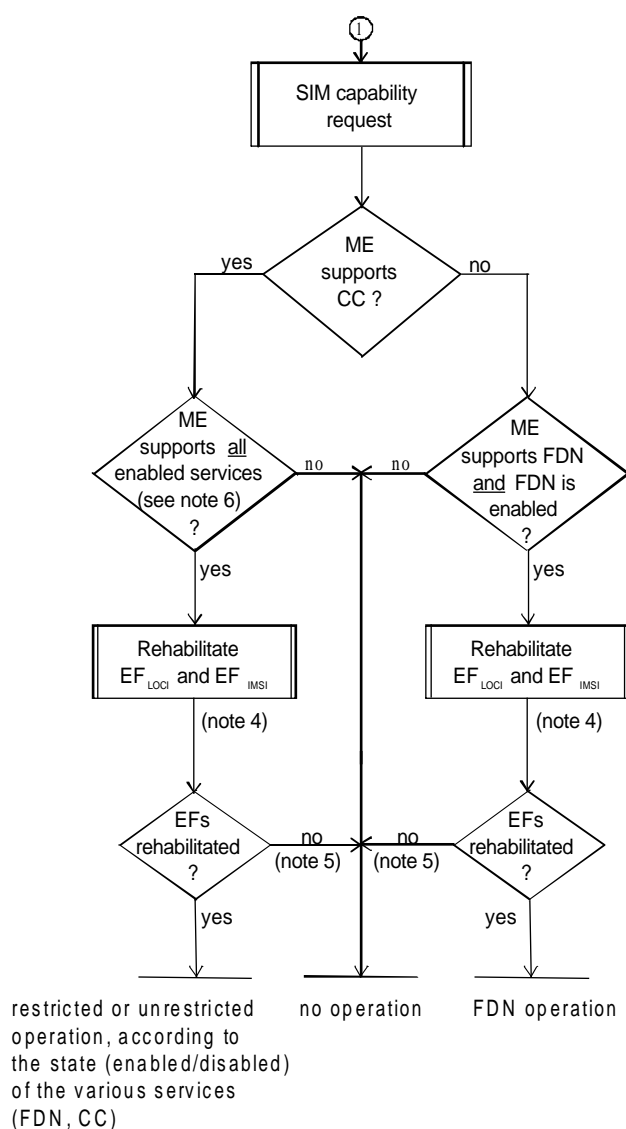 1
SIM capability
request
ME
supports
CC ?
yes
no
ME
supports all
enabled services
(see note 6)
?
no
no
ME
supports FDN
and FDN is
enabled
?
yes
yes
Rehabilitate
EF LOCI and EF IMSI
Rehabilitate
EF LOCI and EF IMSI
(note 4)
(note 4)
EFs
rehabilitated
?
no
(note 5)
no
(note 5)
EFs
rehabilitated
?
yes
yes
restricted or unrestricted
operation, according to
the state (enabled/disabled)
of the various services
(FDN, CC)
no operation
FDN operation